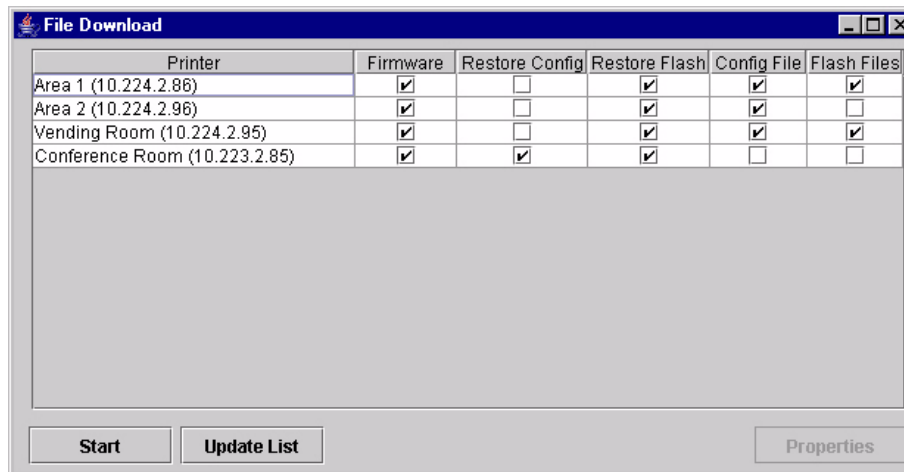 File Download
Printer Firmware Restore Config Restore Flash Config File Flash Files
Area 1 (10.224.2.86)
Area 2 (10.224.2.96)
Vending Room (10.224.2.95)
Conference Room (10.223.2.85)
Start Update List Properties